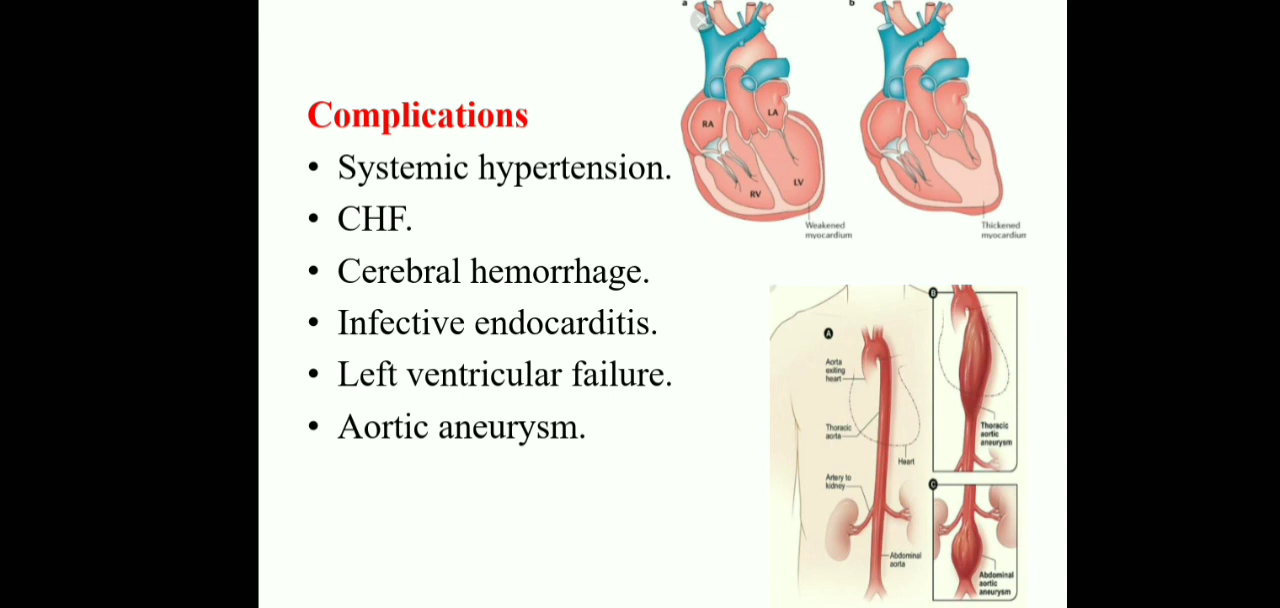 Complications
• Systemic hypertension.
• CHF.
• Cerebral hemorrhage.
• Infective endocarditis.
• Left ventricular failure.
• Aortic aneurysm.
a
RA
LA
RV
LV
Weakened
myocardium
b
Thickened
myocardium
A
Aorta
exiting
heart
Thoracic
aorta
Heart
Artery to
kidney
Abdominal
aorta
B
Thoracic
aortic
aneurysm
C
Abdominal
aortic
aneurysm